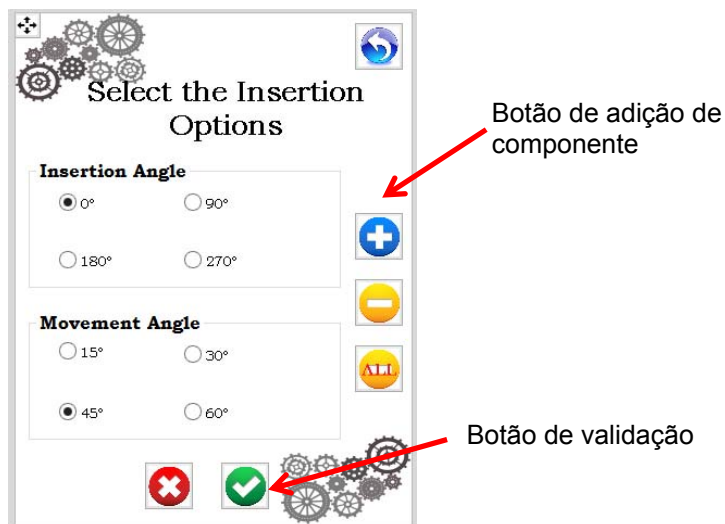 Select the Insertion
Options
Botão de adição de
componente
Insertion Angle
0° 90°
180° 270°
Movement Angle
15° 30°
ALL
45° 60°
Botão de validação